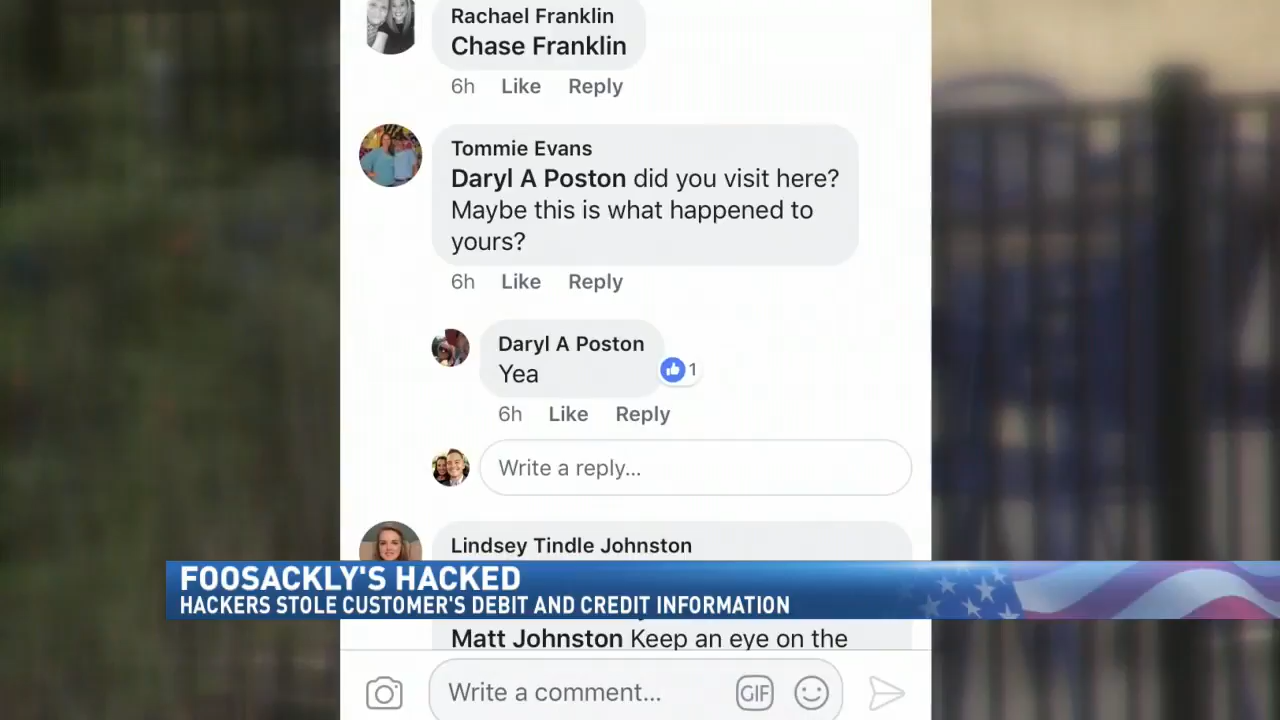 Rachael Franklin
Chase Franklin
6h Like Reply
Tommie Evans
Daryl A Poston did you visit here?
Maybe this is what happened to
yours?
6h Like Reply
Daryl A Poston
Yea
1
6h Like Reply
Write a reply...
Lindsey Tindle Johnston
FOOSACKLY'S HACKED
HACKERS STOLE CUSTOMER'S DEBIT AND CREDIT INFORMATION
Matt Johnston Keep an eye on the
Write a comment...
GIF